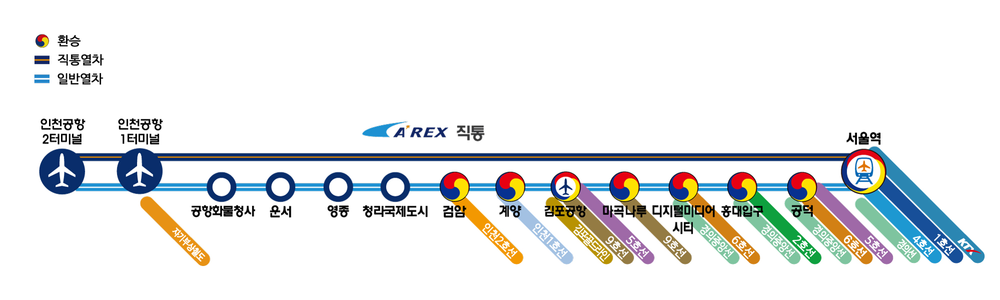 환승
직통열차
일반열차
인천공항
2터미널
인천공항
1터미널
A'REX 직통
서울역
공항화물청사
운서
영종
청라국제도시
검암
계양
김포공항
마곡나루
디지털미디어
시티
홍대입구
공덕
자기부상철도
인천2호선
인천1호선
김포골드라인
9호선
5호선
9호선
경의중앙선
6호선
경의중앙선
2호선
경의중앙선
6호선
5호선
경의선
4호선
1호선
KTX